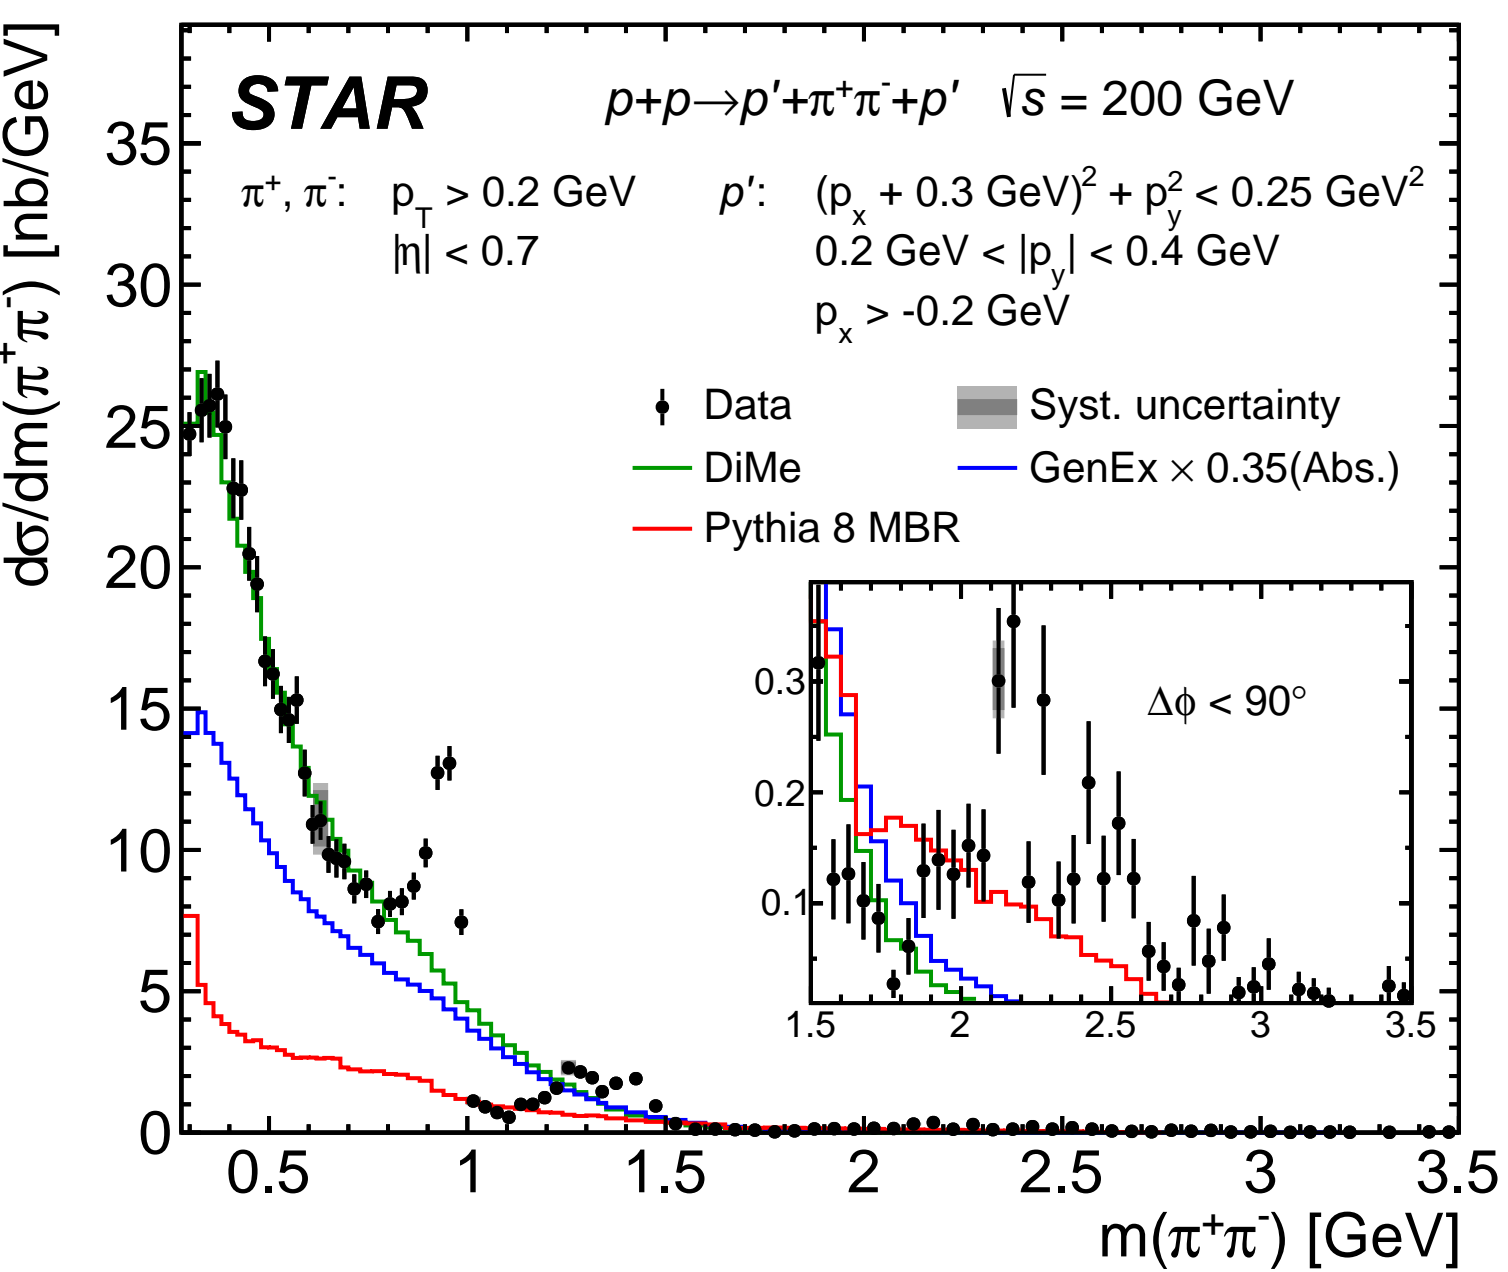 dσ/dm(π⁺π⁻) [nb/GeV]
STAR p+p→p′+π⁺π⁻+p′ √s = 200 GeV
π⁺, π⁻: p_T > 0.2 GeV p′: (p_x + 0.3 GeV)² + p_y² < 0.25 GeV²
|η| < 0.7 0.2 GeV < |p_y| < 0.4 GeV
p_x > -0.2 GeV
Data Syst. uncertainty
DiMe GenEx × 0.35(Abs.)
Pythia 8 MBR
35
30
25
20
15
10
5
0
0.5 1 1.5 2 2.5 3 3.5
m(π⁺π⁻) [GeV]
Δϕ < 90°
0.3
0.2
0.1
1.5 2 2.5 3 3.5